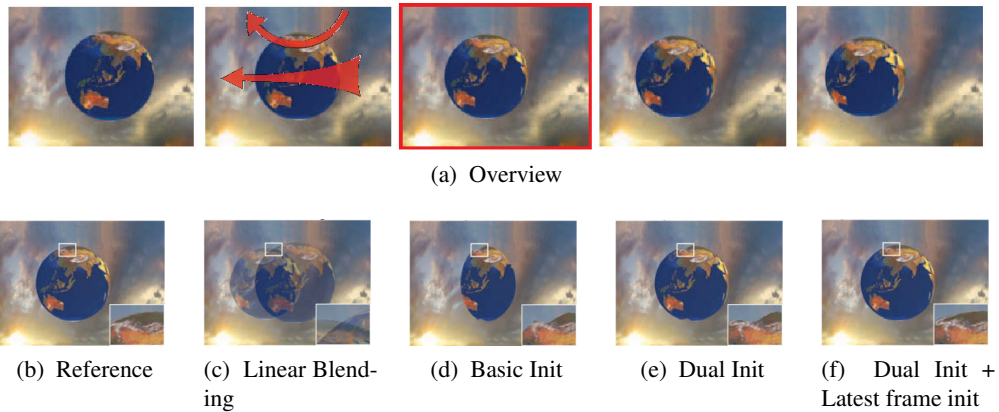 (a) Overview
(b) Reference
(c) Linear Blend-
ing
(d) Basic Init
(e) Dual Init
(f) Dual Init +
Latest frame init